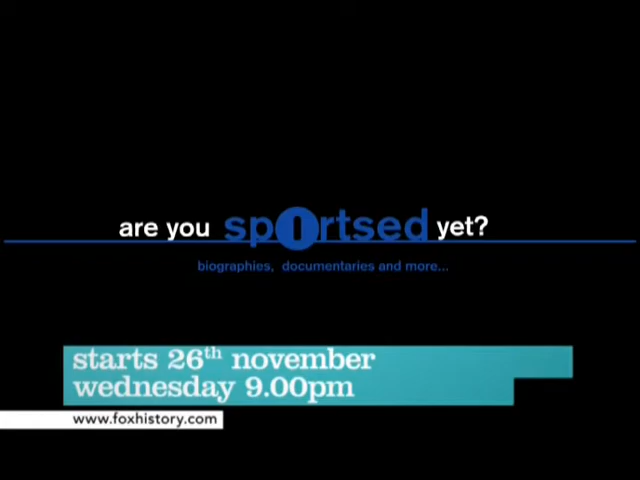 are you sportsed yet?
biographies, documentaries and more...
starts 26th november
wednesday 9.00pm
www.foxhistory.com